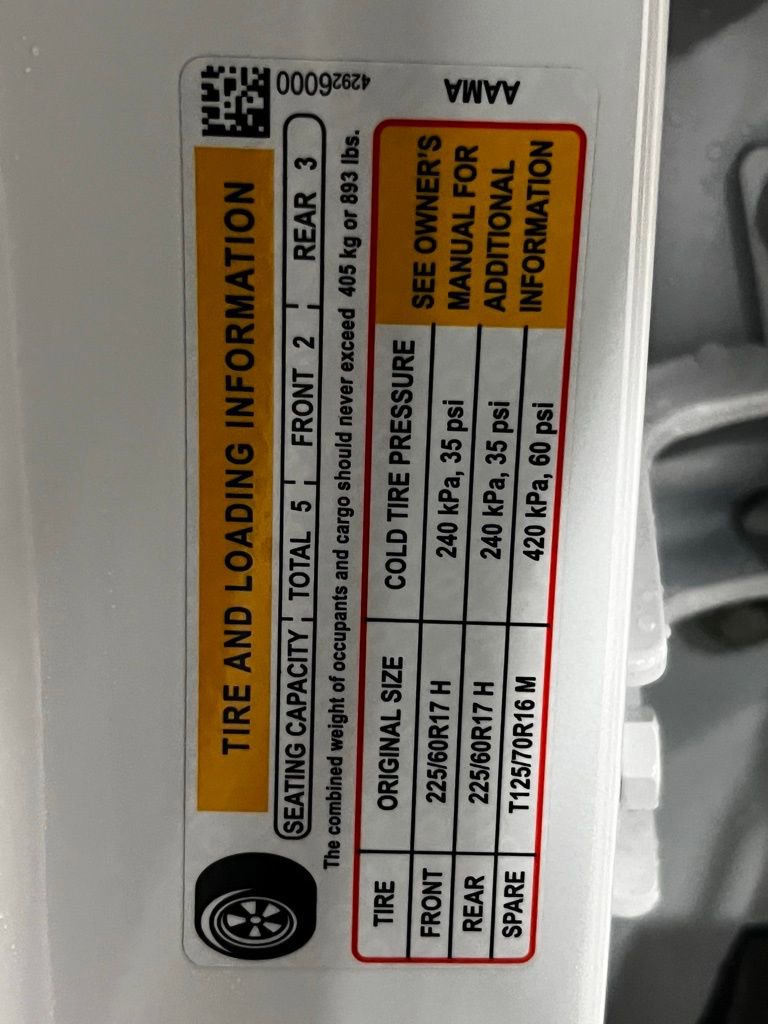 42926000
AAMA
TIRE AND LOADING INFORMATION
SEATING CAPACITY TOTAL 5 FRONT 2 REAR 3
The combined weight of occupants and cargo should never exceed 405 kg or 893 lbs.
TIRE ORIGINAL SIZE COLD TIRE PRESSURE
FRONT 225/60R17 H 240 kPa, 35 psi
REAR 225/60R17 H 240 kPa, 35 psi
SPARE T125/70R16 M 420 kPa, 60 psi
SEE OWNER'S
MANUAL FOR
ADDITIONAL
INFORMATION